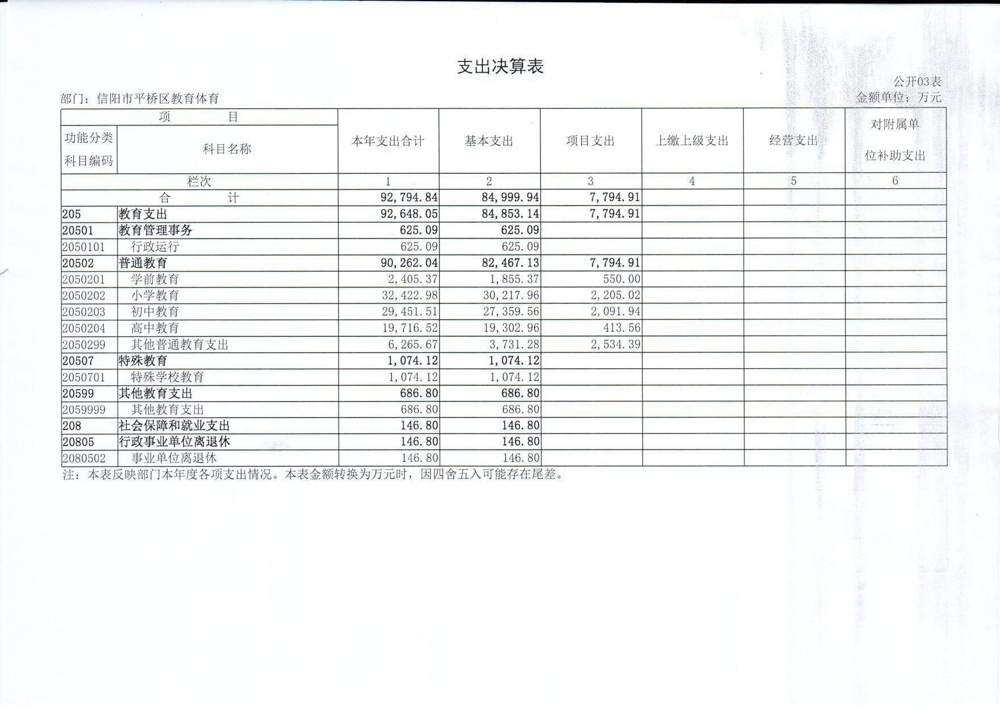 支出决算表
公开03表
部门：信阳市平桥区教育体育
金额单位：万元
项 目
功能分类
科目编码
科目名称
本年支出合计
基本支出
项目支出
上缴上级支出
经营支出
对附属单
位补助支出
栏次 1 2 3 4 5 6
合 计 92,794.84 84,999.94 7,794.91
205 教育支出 92,648.05 84,853.14 7,794.91
20501 教育管理事务 625.09 625.09
2050101 行政运行 625.09 625.09
20502 普通教育 90,262.04 82,467.13 7,794.91
2050201 学前教育 2,405.37 1,855.37 550.00
2050202 小学教育 32,422.98 30,217.96 2,205.02
2050203 初中教育 29,451.51 27,359.56 2,091.94
2050204 高中教育 19,716.52 19,302.96 413.56
2050299 其他普通教育支出 6,265.67 3,731.28 2,534.39
20507 特殊教育 1,074.12 1,074.12
2050701 特殊学校教育 1,074.12 1,074.12
20599 其他教育支出 686.80 686.80
2059999 其他教育支出 686.80 686.80
208 社会保障和就业支出 146.80 146.80
20805 行政事业单位离退休 146.80 146.80
2080502 事业单位离退休 146.80 146.80
注：本表反映部门本年度各项支出情况。本表金额转换为万元时，因四舍五入可能存在尾差。